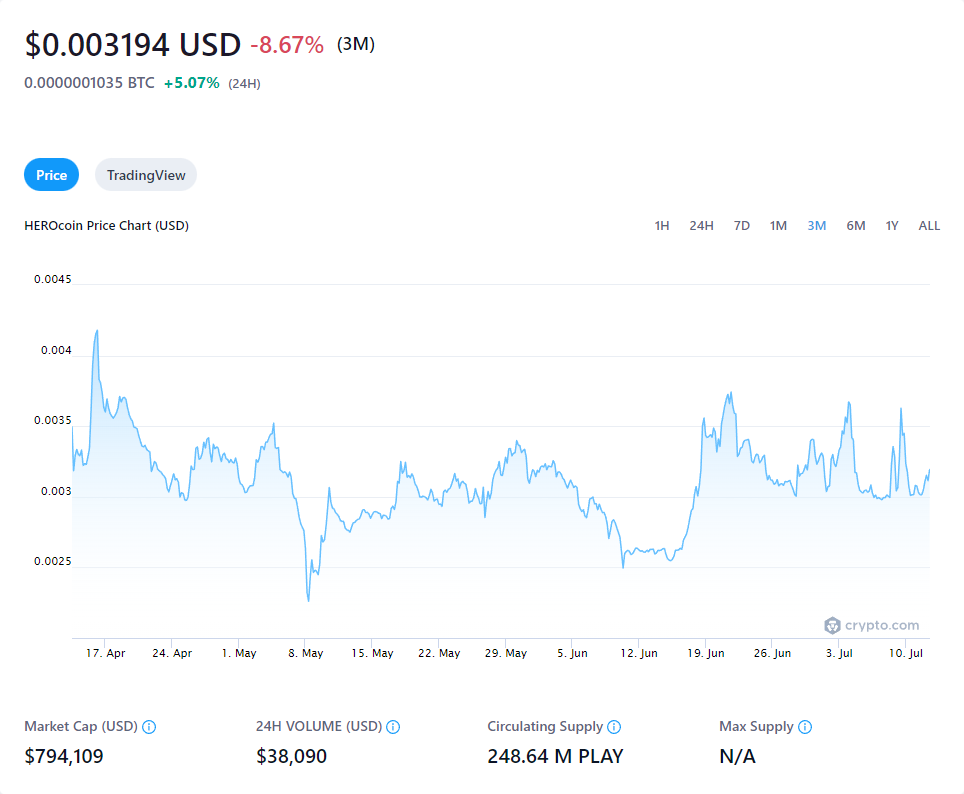 $0.003194 USD -8.67% (3M)
0.0000001035 BTC +5.07% (24H)
Price TradingView
HEROcoin Price Chart (USD) 1H 24H 7D 1M 3M 6M 1Y ALL
0.0045
0.004
0.0035
0.003
0.0025
crypto.com
17. Apr 24. Apr 1. May 8. May 15. May 22. May 29. May 5. Jun 12. Jun 19. Jun 26. Jun 3. Jul 10. Jul
Market Cap (USD) 24H VOLUME (USD) Circulating Supply Max Supply
$794,109 $38,090 248.64 M PLAY N/A